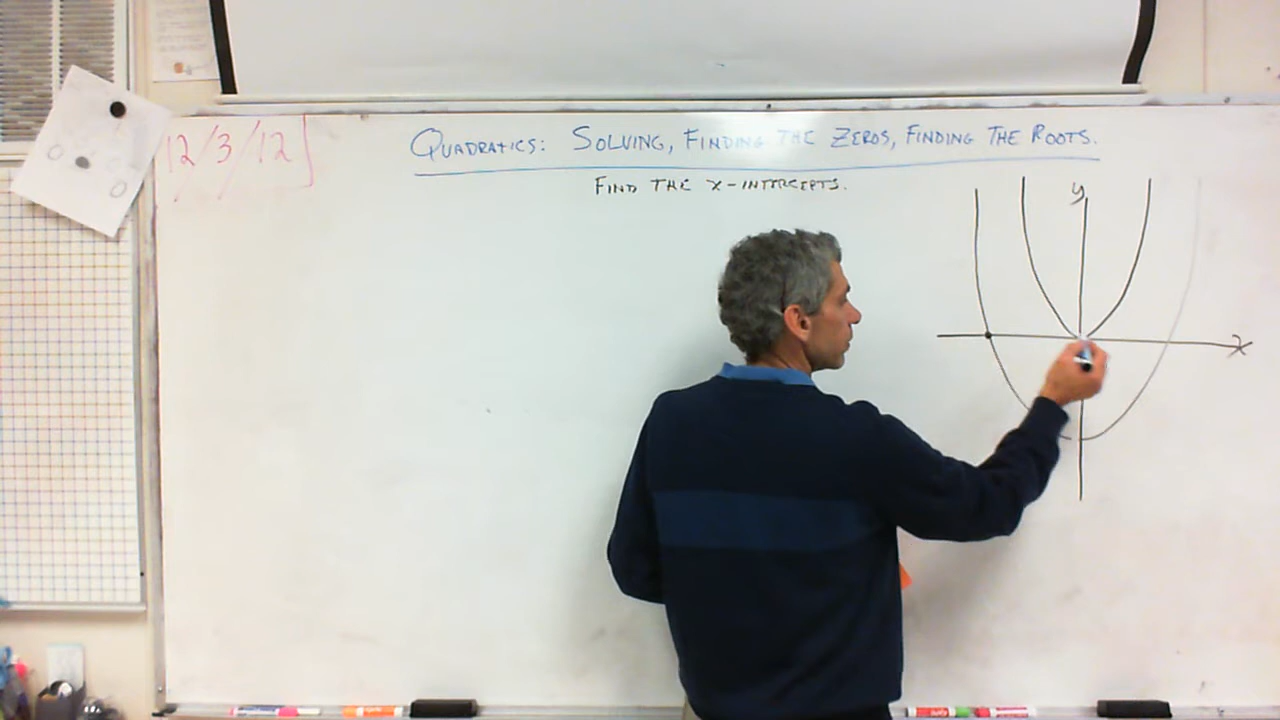 12/3/12
QUADRATICS: SOLVING, FINDING THE ZEROS, FINDING THE ROOTS.
FIND THE X-INTERCEPTS.
y
x